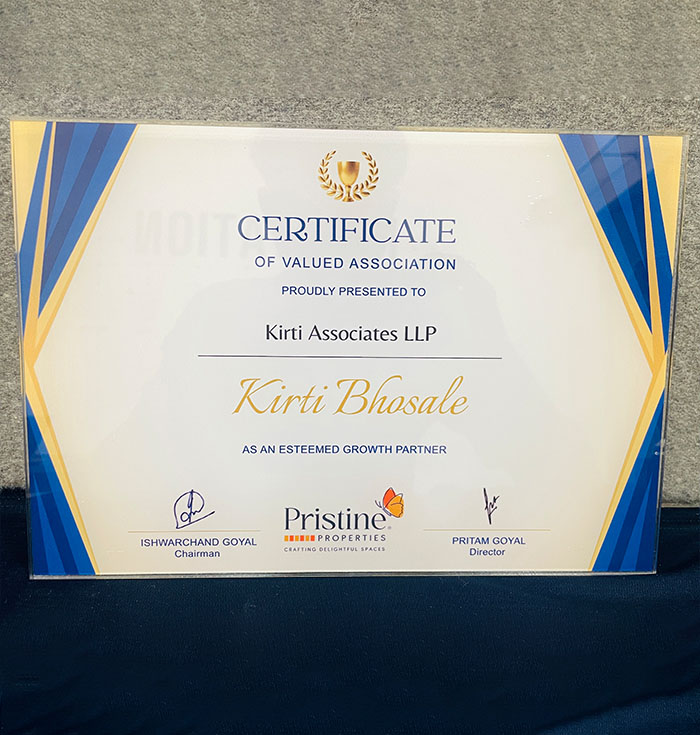 CERTIFICATE
OF VALUED ASSOCIATION
PROUDLY PRESENTED TO
Kirti Associates LLP
Kirti Bhosale
AS AN ESTEEMED GROWTH PARTNER
ISHWARCHAND GOYAL
Chairman
Pristine®
PROPERTIES
CRAFTING DELIGHTFUL SPACES
PRITAM GOYAL
Director